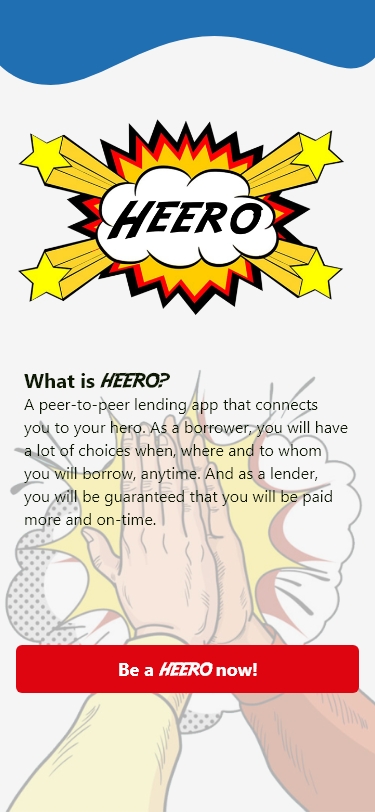 HEERO
What is HEERO?
A peer-to-peer lending app that connects
you to your hero. As a borrower, you will have
a lot of choices when, where and to whom
you will borrow, anytime. And as a lender,
you will be guaranteed that you will be paid
more and on-time.
Be a HEERO now!